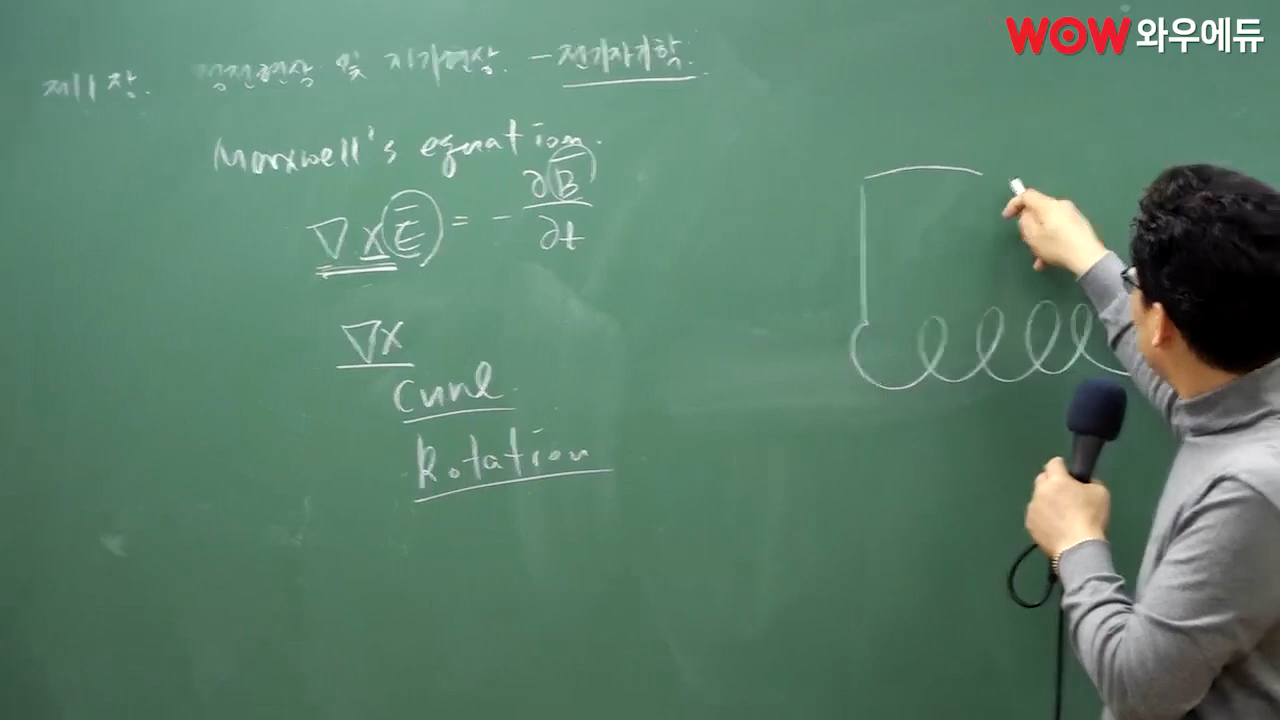 WOW 와우에듀
제1장. 정전현상 및 자기현상. - 전기자기학.
Maxwell's equation.
∇ X Ē = - ∂B̄/∂t
∇X
Curl.
Rotation